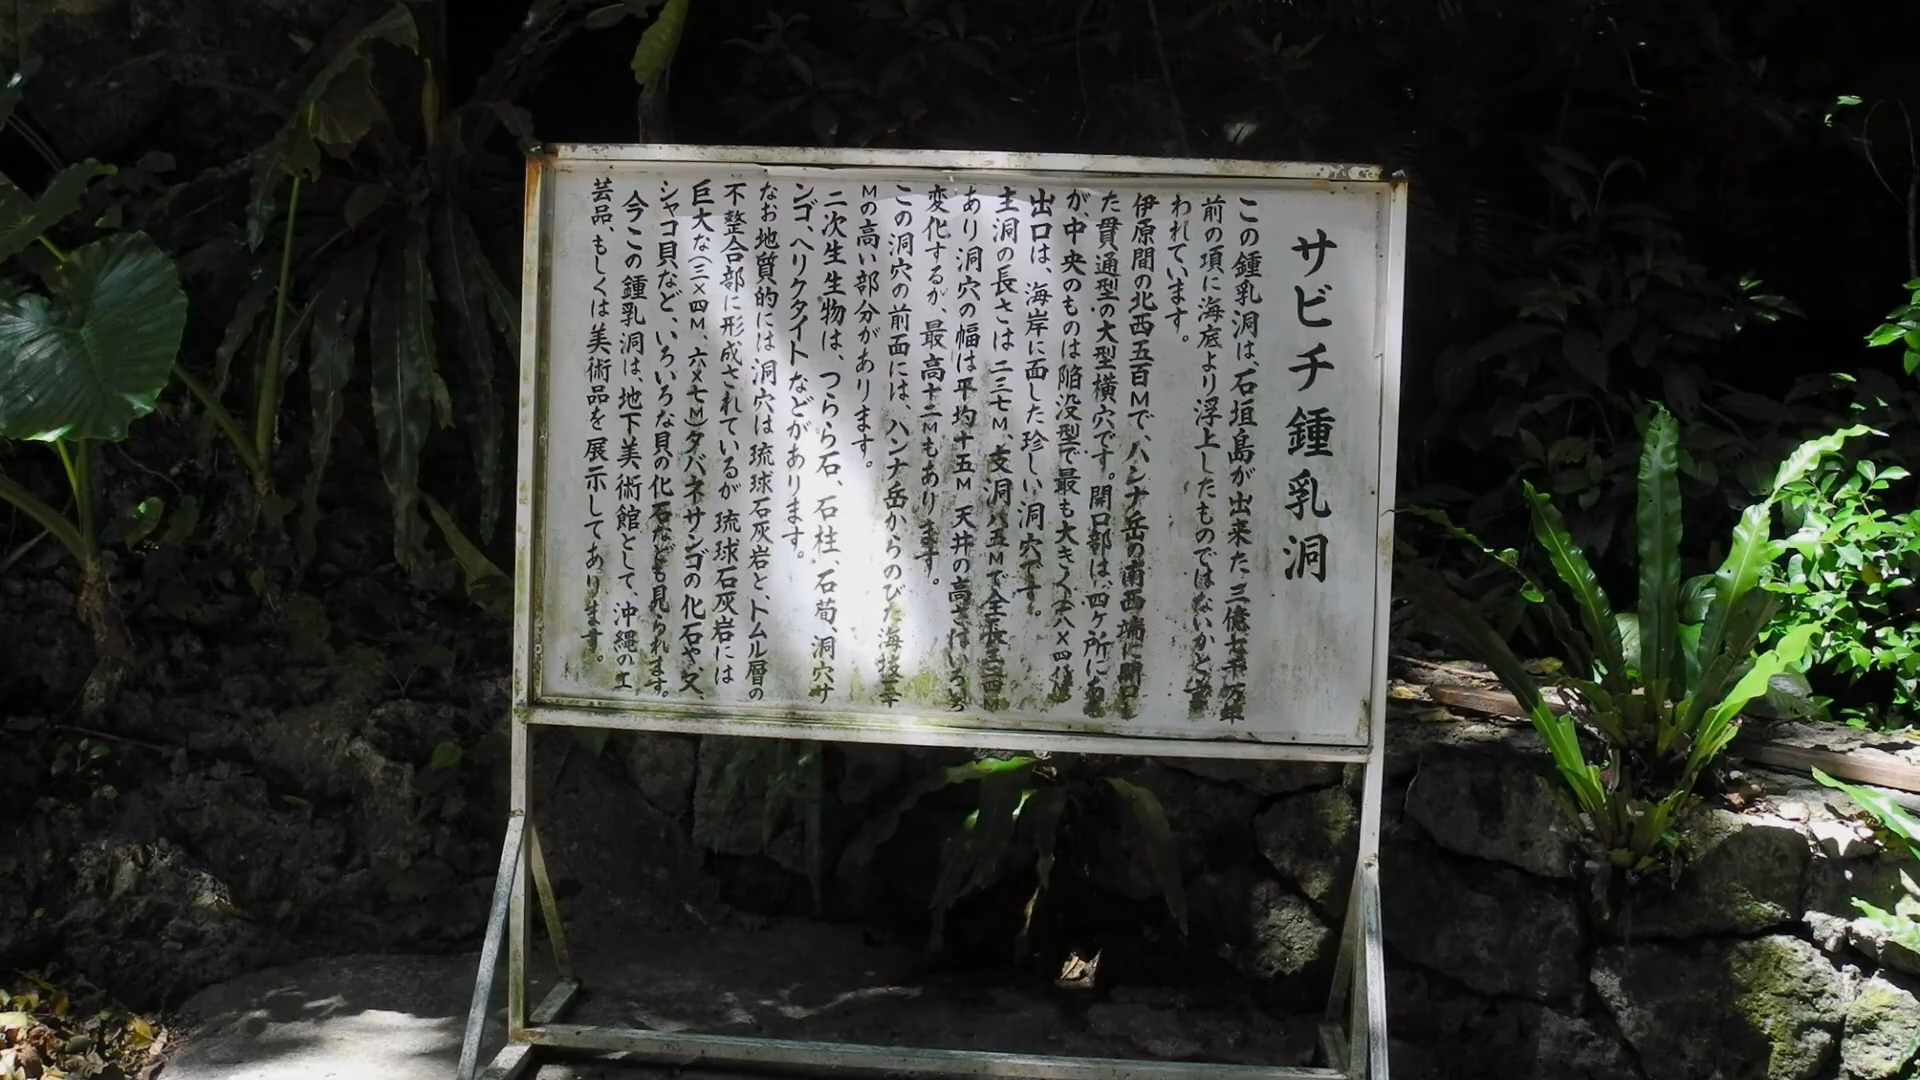 サビチ鍾乳洞
この鍾乳洞は、石垣島が出来た、三億七千万年
前の項に海底より浮上したものではないかと
われています。
伊原間の北西五百Mで、ハンナ岳の南西端に開口し
た貫通型の大型横穴です。開口部は、四ヶ所にある
が、中央のものは陥没型で最も大きく
出口は、海岸に面した珍しい洞穴です。
主洞の長さは二三七M、支洞八五Mで全長三二四M
あり洞穴の幅は平均十五M 天井の高さはいろいろ
変化するが、最高十二Mもあります。
この洞穴の前面には、ハンナ岳からのびた海抜三十
Mの高い部分があります。
二次生生物は、つらら石、石柱、石荀、洞穴サ
ンゴ、ヘリクタイトなどがあります。
なお地質的には洞穴は琉球石灰岩とトムル層の
不整合部に形成されているが 琉球石灰岩には
巨大な(三×四M、六×七M)タバネサンゴの化石や、又、
シャコ貝など、いろいろな貝の化石なども見られます。
今この鍾乳洞は、地下美術館として、沖縄の工
芸品、もしくは美術品を展示してあります。